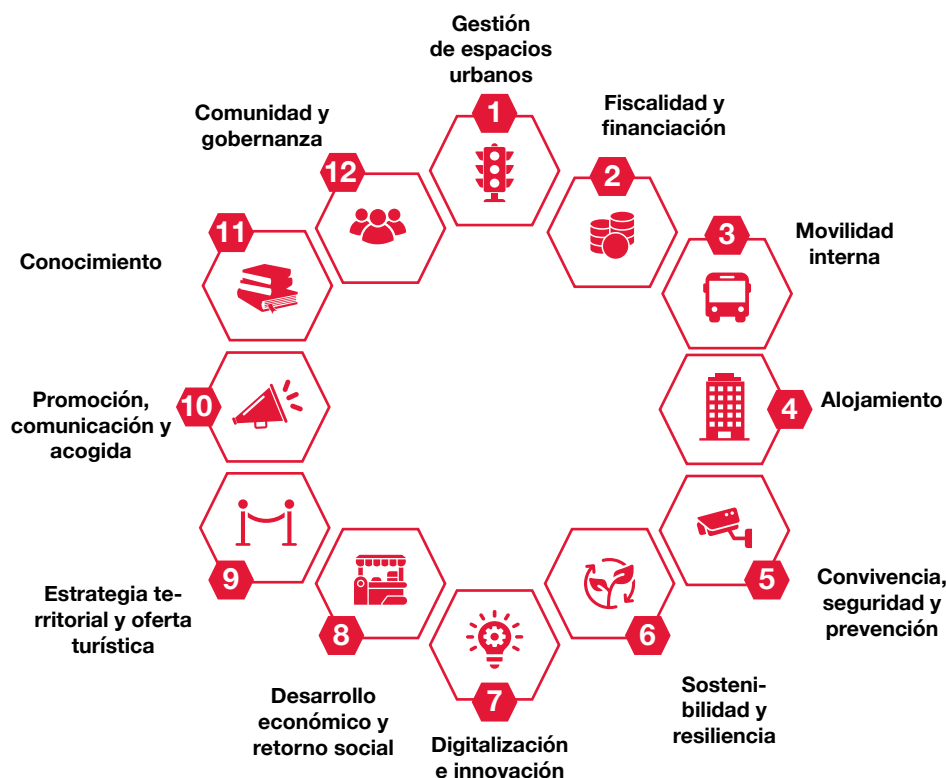 Gestión
de espacios
urbanos
1
Fiscalidad y
financiación
2
Movilidad
interna
3
Alojamiento
4
Convivencia,
seguridad y
prevención
5
Sosteni-
bilidad y
resiliencia
6
Digitalización
e innovación
7
Desarrollo
económico y
retorno social
8
Estrategia te-
rritorial y oferta
turística
9
Promoción,
comunicación y
acogida
10
Conocimiento
11
Comunidad y
gobernanza
12